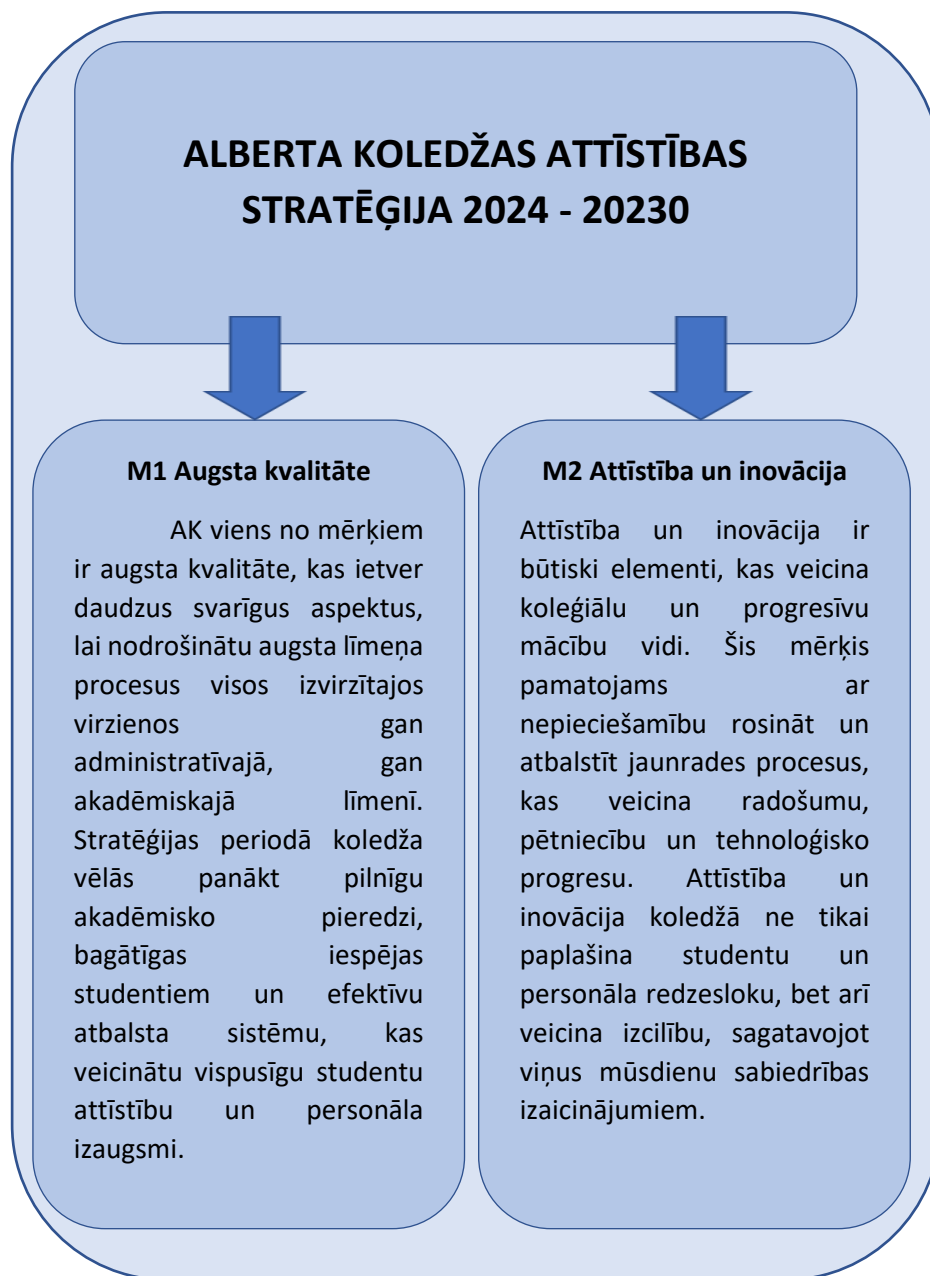 ALBERTA KOLEDŽAS ATTĪSTĪBAS
STRATĒĢIJA 2024 - 20230
M1 Augsta kvalitāte
AK viens no mērķiem
ir augsta kvalitāte, kas ietver
daudzus svarīgus aspektus,
lai nodrošinātu augsta līmeņa
procesus visos izvirzītajos
virzienos gan
administratīvajā, gan
akadēmiskajā līmenī.
Stratēģijas periodā koledža
vēlās panākt pilnīgu
akadēmisko pieredzi,
bagātīgas iespējas
studentiem un efektīvu
atbalsta sistēmu, kas
veicinātu vispusīgu studentu
attīstību un personāla
izaugsmi.
M2 Attīstība un inovācija
Attīstība un inovācija ir
būtiski elementi, kas veicina
koleģiālu un progresīvu
mācību vidi. Šis mērķis
pamatojams ar
nepieciešamību rosināt un
atbalstīt jaunrades procesus,
kas veicina radošumu,
pētniecību un tehnoloģisko
progresu. Attīstība un
inovācija koledžā ne tikai
paplašina studentu un
personāla redzesloku, bet arī
veicina izcilību, sagatavojot
viņus mūsdienu sabiedrības
izaicinājumiem.